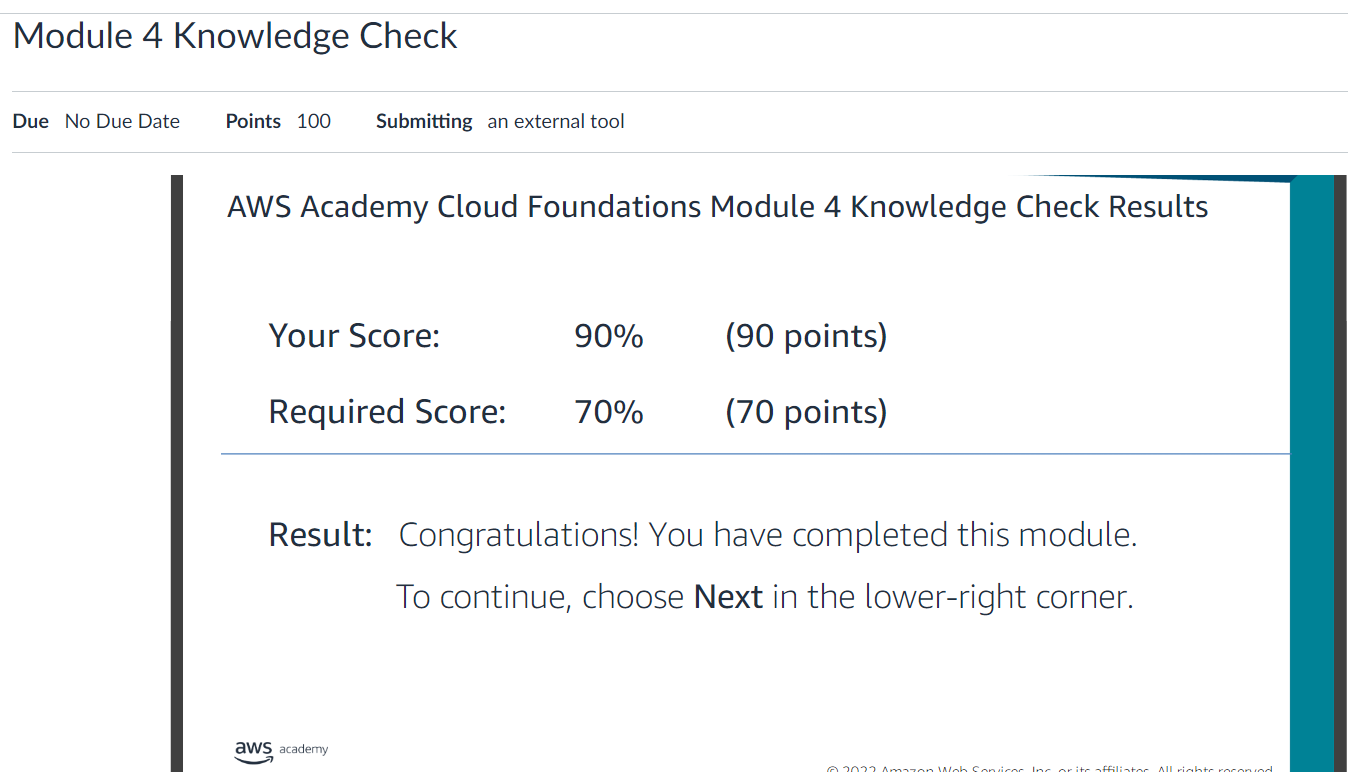 Module 4 Knowledge Check
Due No Due Date Points 100 Submitting an external tool
AWS Academy Cloud Foundations Module 4 Knowledge Check Results
Your Score: 90% (90 points)
Required Score: 70% (70 points)
Result: Congratulations! You have completed this module.
To continue, choose Next in the lower-right corner.
aws academy
© 2022 Amazon Web Services, Inc. or its affiliates. All rights reserved.